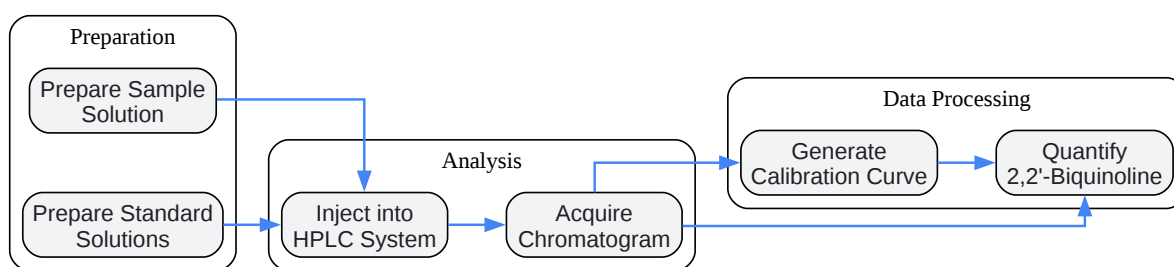 Preparation
Prepare Sample
Solution
Prepare Standard
Solutions
Analysis
Inject into
HPLC System
Acquire
Chromatogram
Data Processing
Generate
Calibration Curve
Quantify
2,2'-Biquinoline